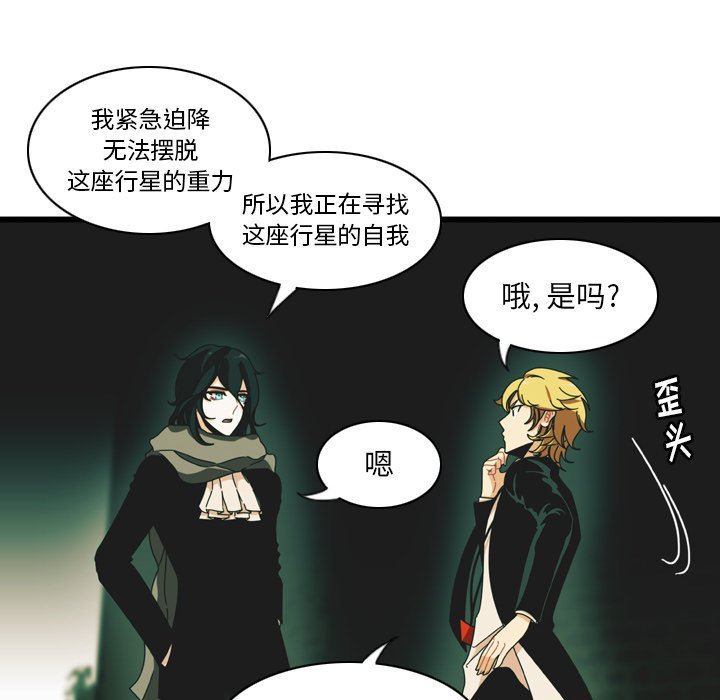 我紧急迫降
无法摆脱
这座行星的重力
所以我正在寻找
这座行星的自我
哦, 是吗?
歪头
嗯